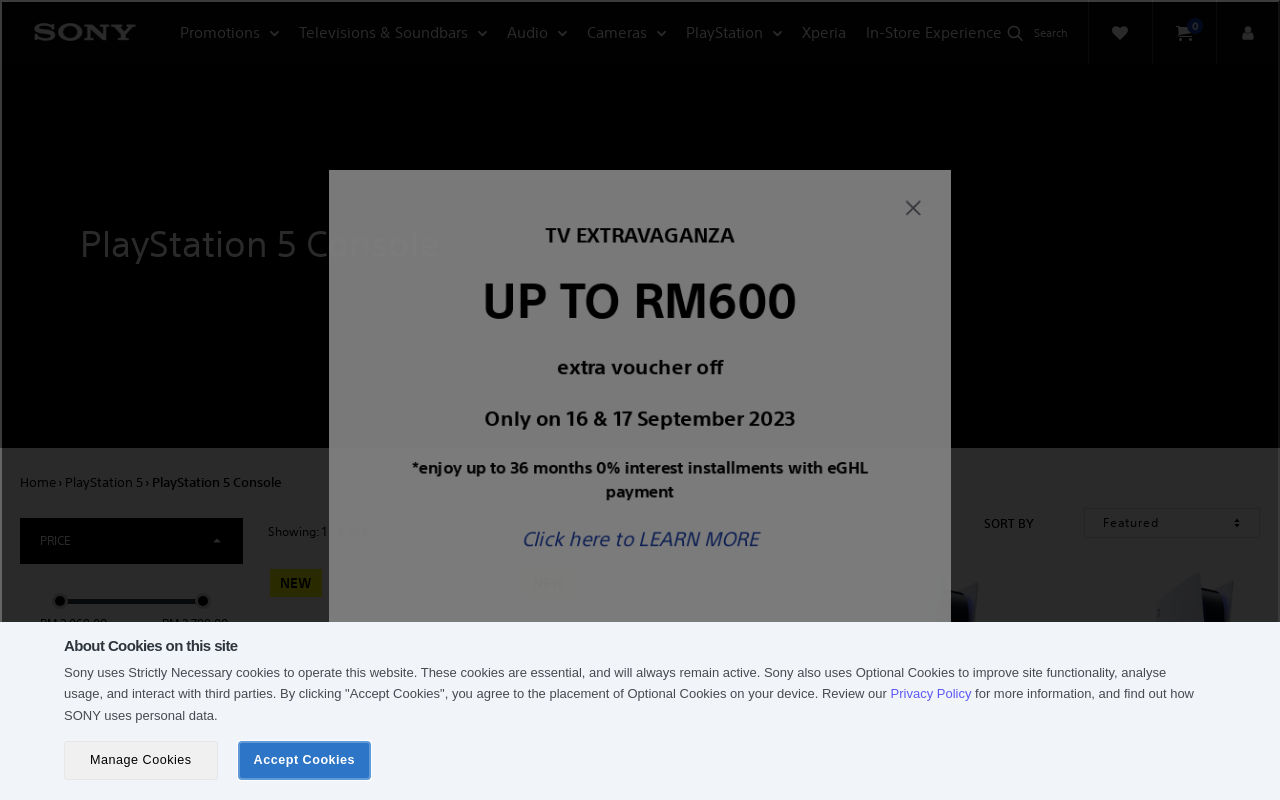 SONY
Promotions
Televisions & Soundbars
Audio
Cameras
PlayStation
Xperia
In-Store Experience
Search
0
PlayStation 5 Console
TV EXTRAVAGANZA
UP TO RM600
extra voucher off
Only on 16 & 17 September 2023
*enjoy up to 36 months 0% interest installments with eGHL
payment
Click here to LEARN MORE
Home › PlayStation 5 › PlayStation 5 Console
PRICE
Showing: 1
SORT BY
Featured
NEW
About Cookies on this site
Sony uses Strictly Necessary cookies to operate this website. These cookies are essential, and will always remain active. Sony also uses Optional Cookies to improve site functionality, analyse
usage, and interact with third parties. By clicking "Accept Cookies", you agree to the placement of Optional Cookies on your device. Review our Privacy Policy for more information, and find out how
SONY uses personal data.
Manage Cookies
Accept Cookies